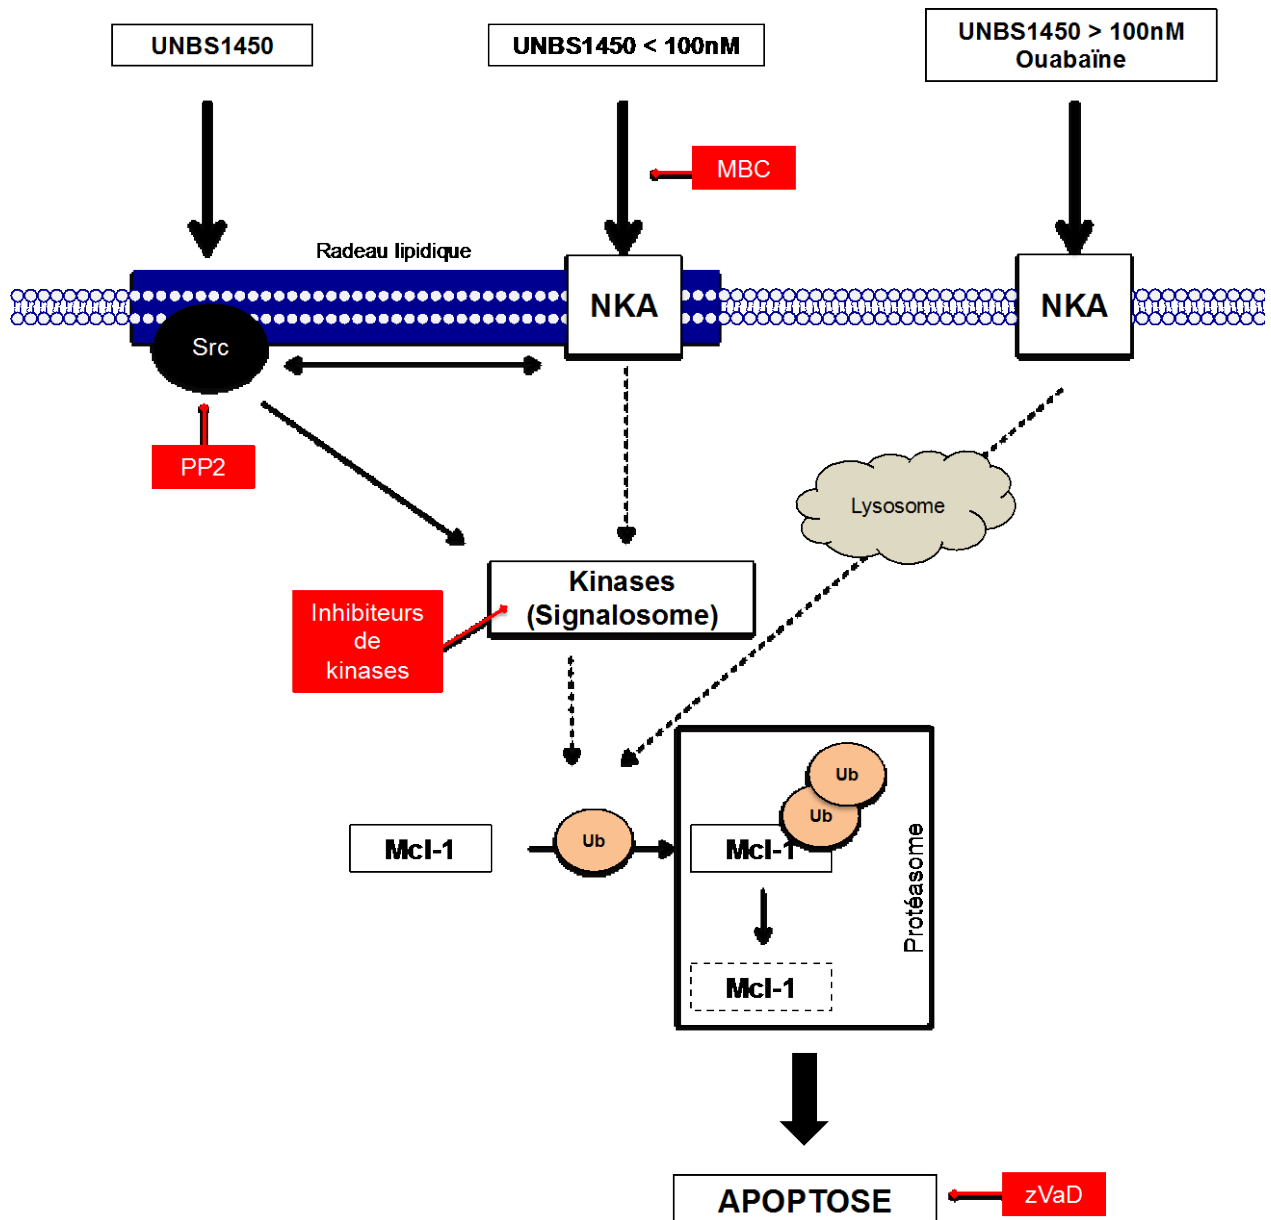 UNBS1450
UNBS1450 < 100nM
UNBS1450 > 100nM
Ouabaïne
MBC
Radeau lipidique
NKA
NKA
Src
PP2
Lysosome
Kinases
(Signalosome)
Inhibiteurs
de
kinases
Ub
Ub
Mcl-1
Ub
Mcl-1
Protéasome
Mcl-1
APOPTOSE
zVaD